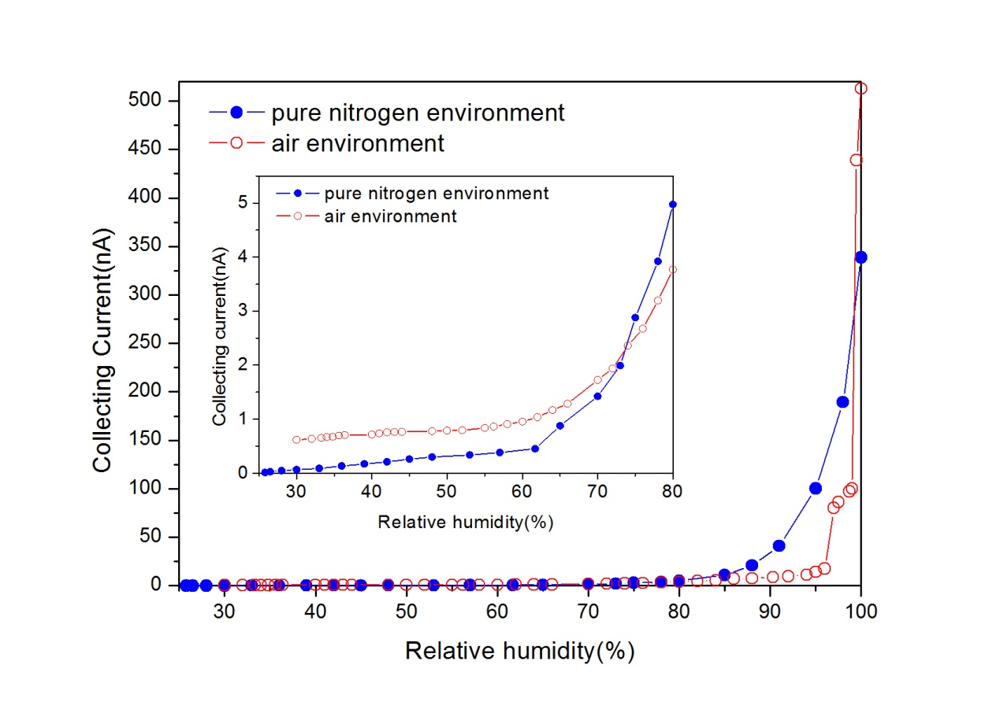 500
450
400
350
300
250
200
150
100
50
0
Collecting Current(nA)
pure nitrogen environment
air environment
5
4
3
2
1
0
Collecting current(nA)
pure nitrogen environment
air environment
30 40 50 60 70 80
Relative humidity(%)
30 40 50 60 70 80 90 100
Relative humidity(%)